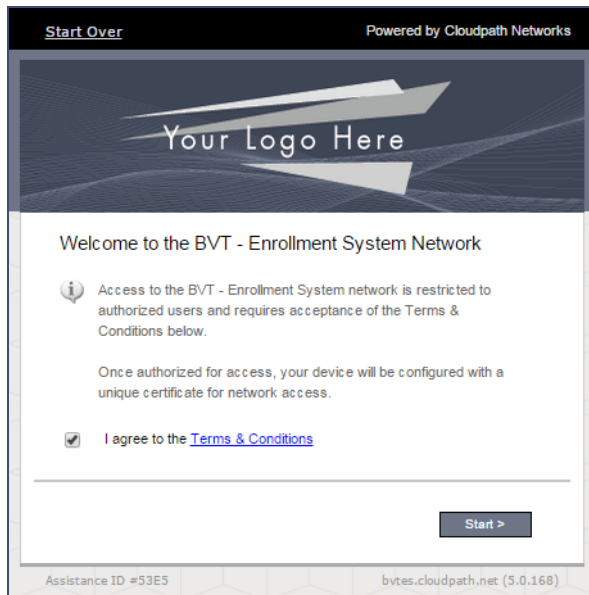 Start Over
Powered by Cloudpath Networks
Your Logo Here
Welcome to the BVT - Enrollment System Network
Access to the BVT - Enrollment System network is restricted to
authorized users and requires acceptance of the Terms &
Conditions below.
Once authorized for access, your device will be configured with a
unique certificate for network access.
I agree to the Terms & Conditions
Start >
Assistance ID #53E5
bvtes.cloudpath.net (5.0.168)